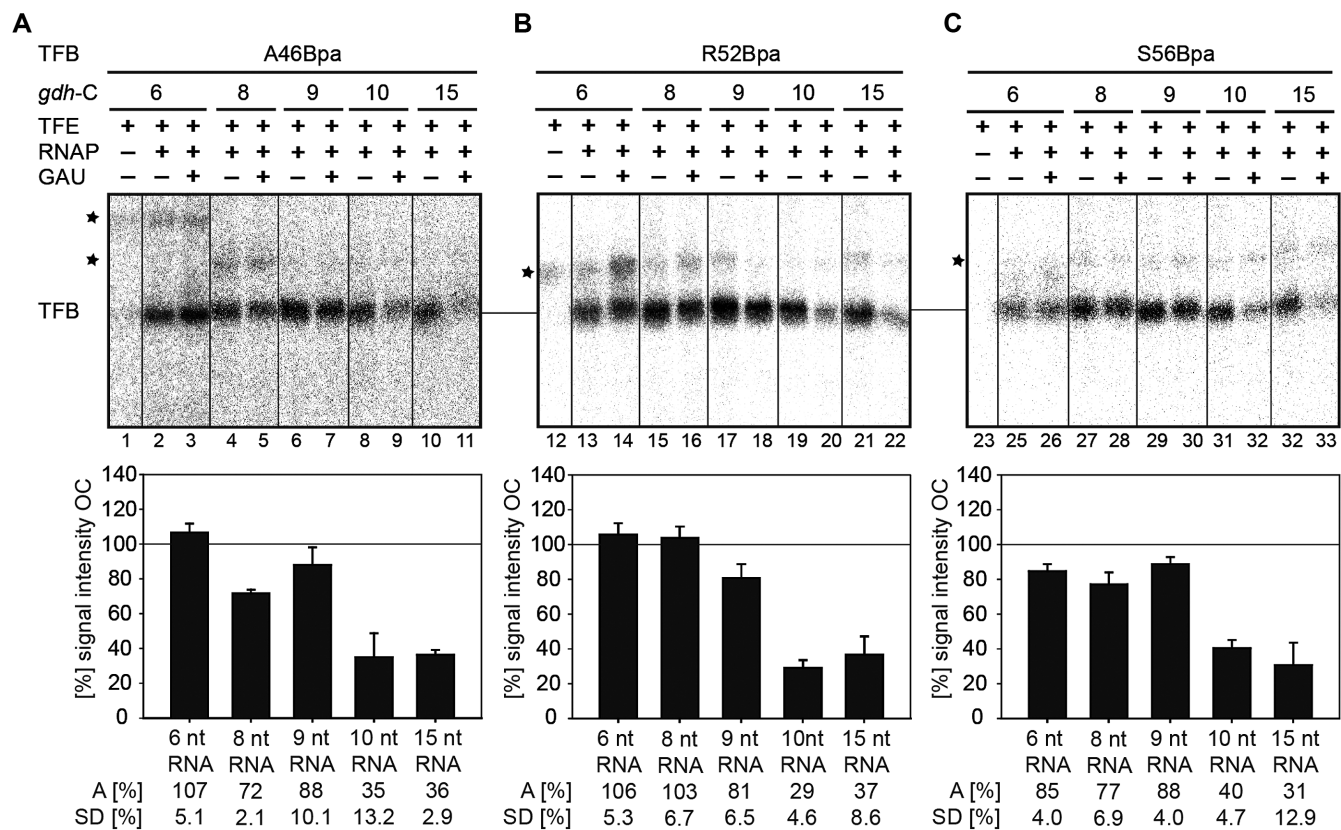 A B C
TFB A46Bpa R52Bpa S56Bpa
gdh-C 6 8 9 10 15 6 8 9 10 15 6 8 9 10 15
TFE + + + + + + + + + + + + + + + + + + + + + + + + + + + + + + + + +
RNAP – + + + + + + + + + + – + + + + + + + + + + – + + + + + + + + + +
GAU – + – + – + – + – + – + – + – + – + – + – + – + – + – + – +
TFB
1 2 3 4 5 6 7 8 9 10 11 12 13 14 15 16 17 18 19 20 21 22 23 25 26 27 28 29 30 31 32 32 33
[%] signal intensity OC
140
120
100
80
60
40
20
0
6 nt 8 nt 9 nt 10 nt 15 nt
RNA RNA RNA RNA RNA
A [%] 107 72 88 35 36
SD [%] 5.1 2.1 10.1 13.2 2.9
[%] signal intensity OC
140
120
100
80
60
40
20
0
6 nt 8 nt 9 nt 10nt 15 nt
RNA RNA RNA RNA RNA
A [%] 106 103 81 29 37
SD [%] 5.3 6.7 6.5 4.6 8.6
[%] signal intensity OC
140
120
100
80
60
40
20
0
6 nt 8 nt 9 nt 10 nt 15 nt
RNA RNA RNA RNA RNA
A [%] 85 77 88 40 31
SD [%] 4.0 6.9 4.0 4.7 12.9